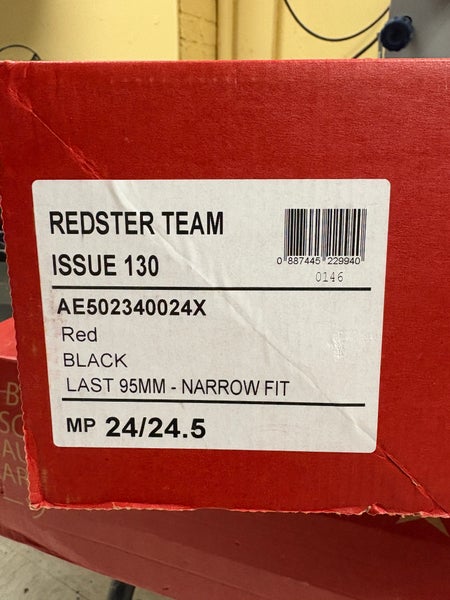 REDSTER TEAM
ISSUE 130
0 887445 229940
0146
AE502340024X
Red
BLACK
LAST 95MM - NARROW FIT
MP 24/24.5